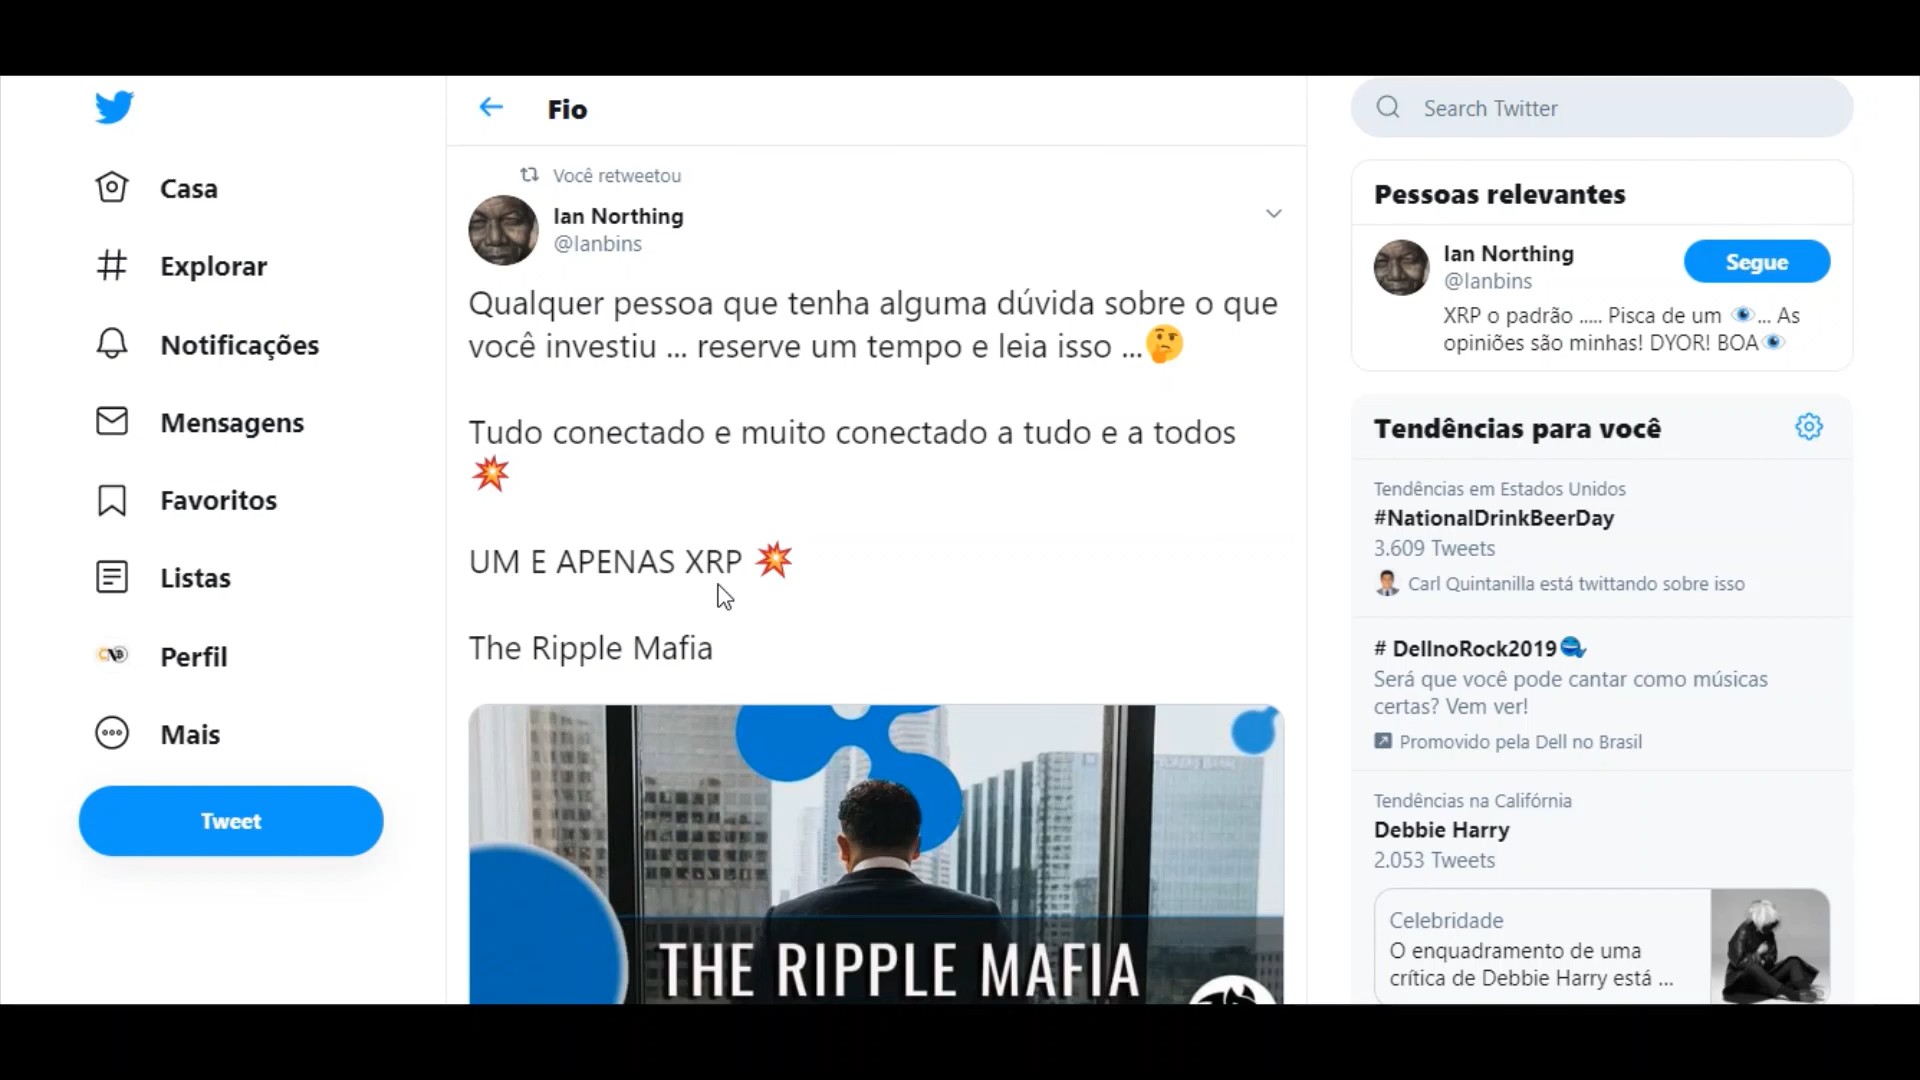 Casa
Explorar
Notificações
Mensagens
Favoritos
Listas
Perfil
Mais
Tweet
Fio
Você retweetou
Ian Northing
@Ianbins
Qualquer pessoa que tenha alguma dúvida sobre o que
você investiu ... reserve um tempo e leia isso ...🤔
Tudo conectado e muito conectado a tudo e a todos
💥
UM E APENAS XRP 💥
The Ripple Mafia
THE RIPPLE MAFIA
Search Twitter
Pessoas relevantes
Ian Northing
@Ianbins
Segue
XRP o padrão ..... Pisca de um 👁... As
opiniões são minhas! DYOR! BOA👁
Tendências para você
Tendências em Estados Unidos
#NationalDrinkBeerDay
3.609 Tweets
Carl Quintanilla está twittando sobre isso
# DellnoRock2019
Será que você pode cantar como músicas
certas? Vem ver!
Promovido pela Dell no Brasil
Tendências na Califórnia
Debbie Harry
2.053 Tweets
Celebridade
O enquadramento de uma
crítica de Debbie Harry está ...